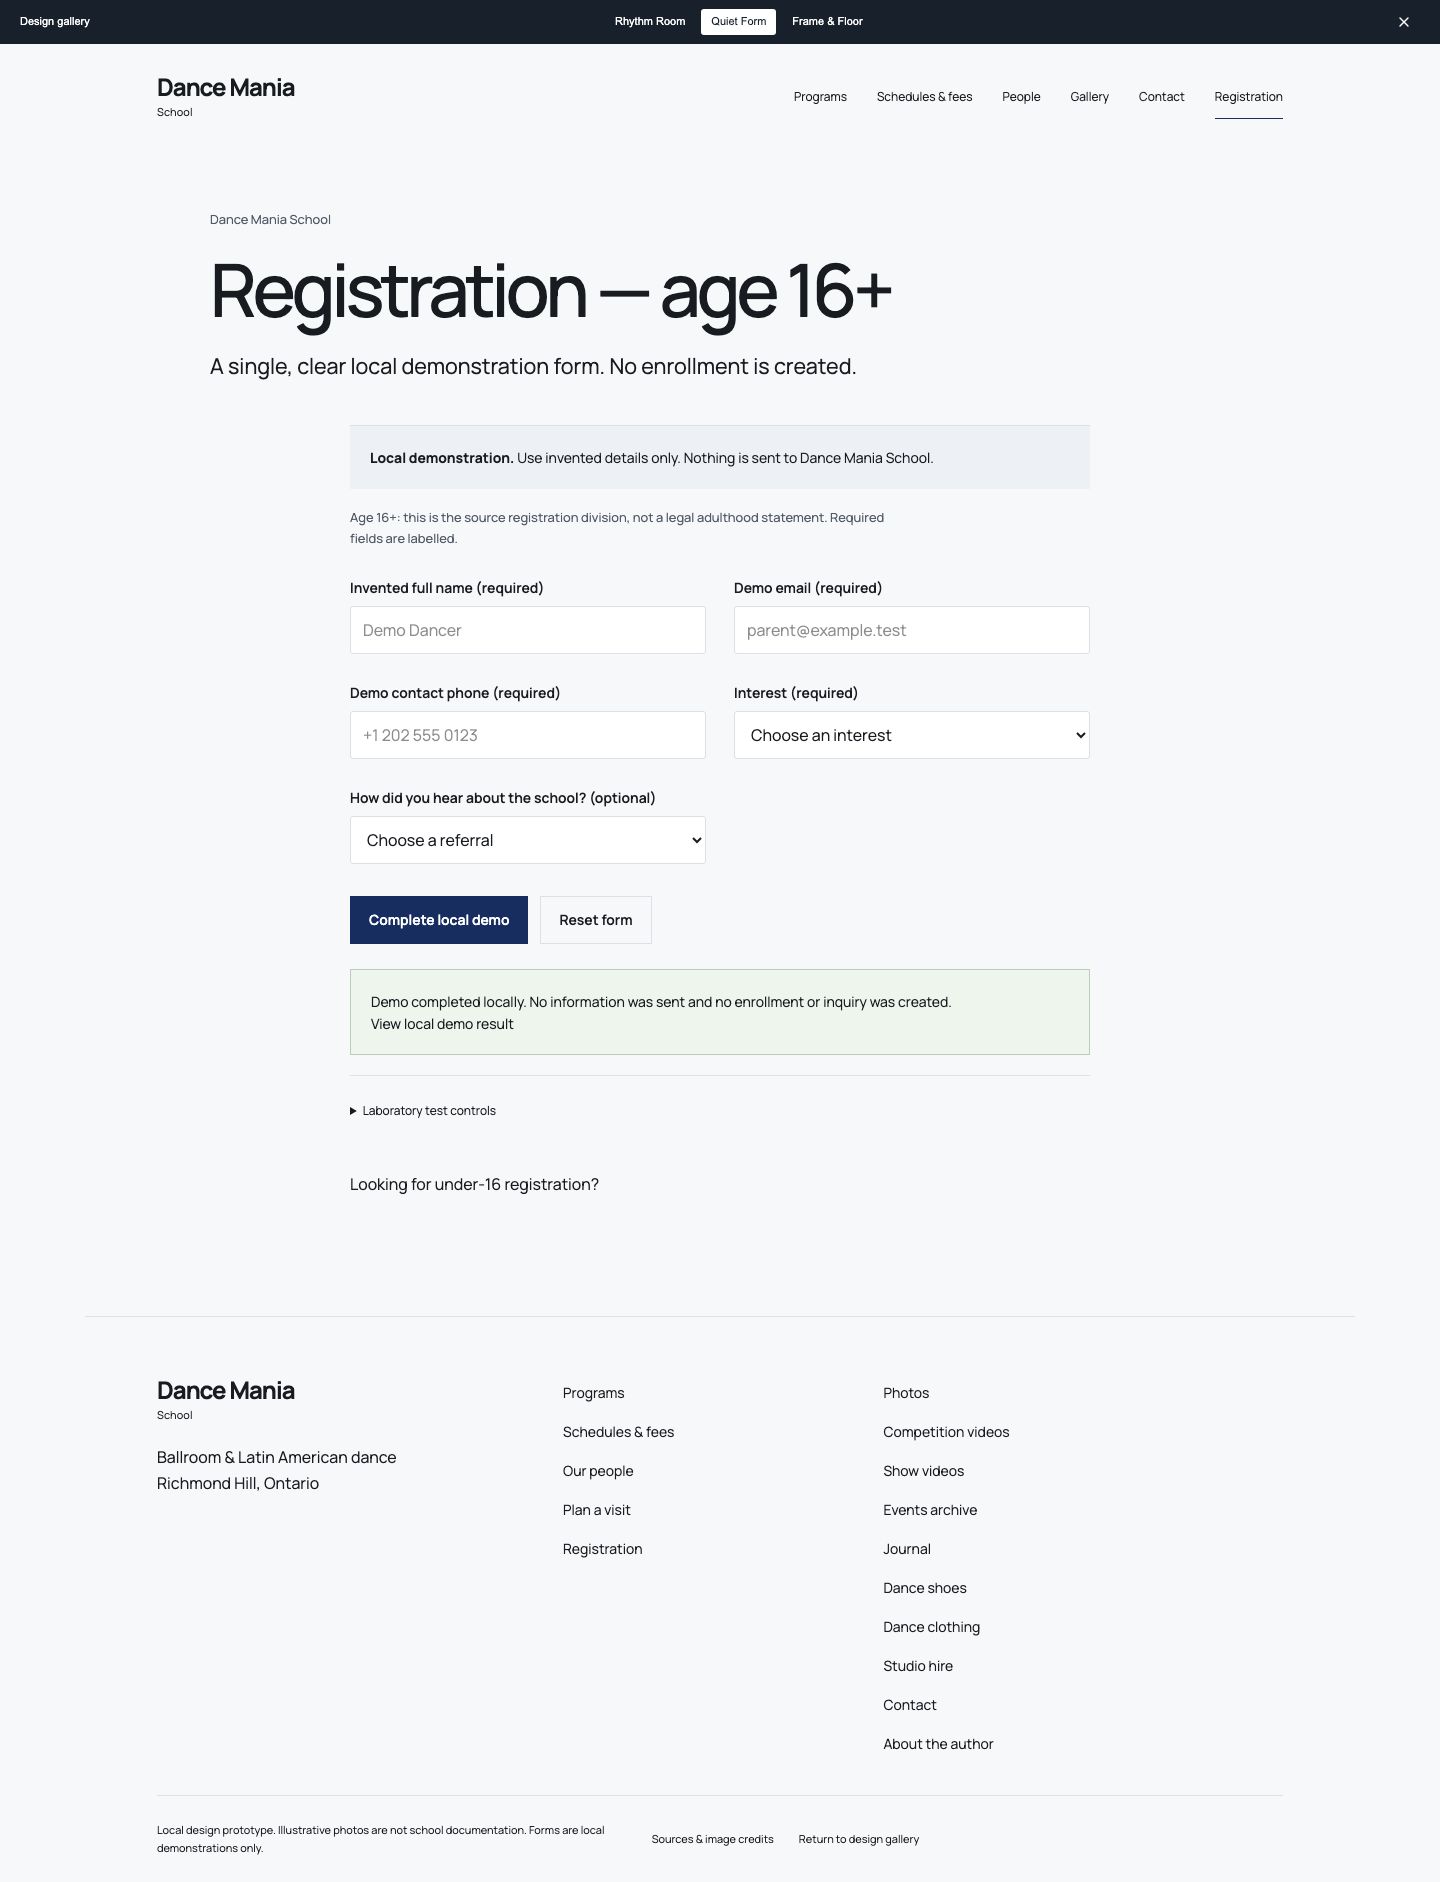 Design gallery
Rhythm Room
Quiet Form
Frame & Floor
Dance Mania
School
Programs
Schedules & fees
People
Gallery
Contact
Registration
Dance Mania School
Registration — age 16+
A single, clear local demonstration form. No enrollment is created.
Local demonstration. Use invented details only. Nothing is sent to Dance Mania School.
Age 16+: this is the source registration division, not a legal adulthood statement. Required
fields are labelled.
Invented full name (required)
Demo Dancer
Demo email (required)
parent@example.test
Demo contact phone (required)
+1 202 555 0123
Interest (required)
Choose an interest
How did you hear about the school? (optional)
Choose a referral
Complete local demo
Reset form
Demo completed locally. No information was sent and no enrollment or inquiry was created.
View local demo result
Laboratory test controls
Looking for under-16 registration?
Dance Mania
School
Ballroom & Latin American dance
Richmond Hill, Ontario
Programs
Schedules & fees
Our people
Plan a visit
Registration
Photos
Competition videos
Show videos
Events archive
Journal
Dance shoes
Dance clothing
Studio hire
Contact
About the author
Local design prototype. Illustrative photos are not school documentation. Forms are local
demonstrations only.
Sources & image credits
Return to design gallery